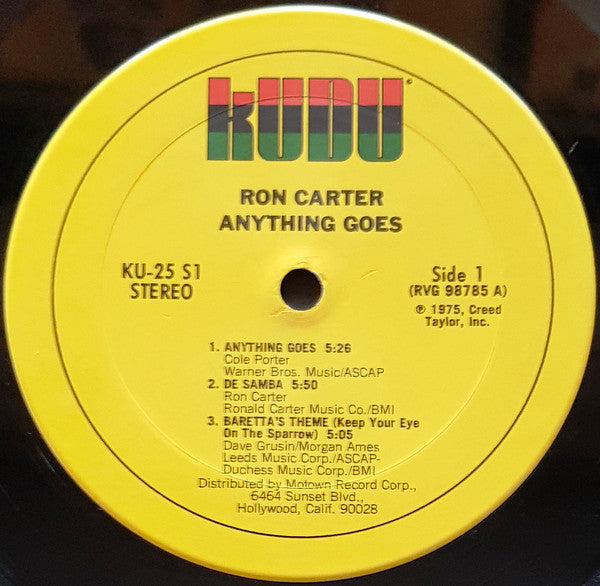 KUDU®
RON CARTER
ANYTHING GOES
KU-25 S1
STEREO
Side 1
(RVG 98785 A)
℗ 1975, Creed
Taylor, Inc.
1. ANYTHING GOES 5:26
Cole Porter
Warner Bros. Music/ASCAP
2. DE SAMBA 5:50
Ron Carter
Ronald Carter Music Co./BMI
3. BARETTA'S THEME (Keep Your Eye
On The Sparrow) 5:05
Dave Grusin/Morgan Ames
Leeds Music Corp./ASCAP-
Duchess Music Corp./BMI
Distributed by Motown Record Corp.,
6464 Sunset Blvd.,
Hollywood, Calif. 90028